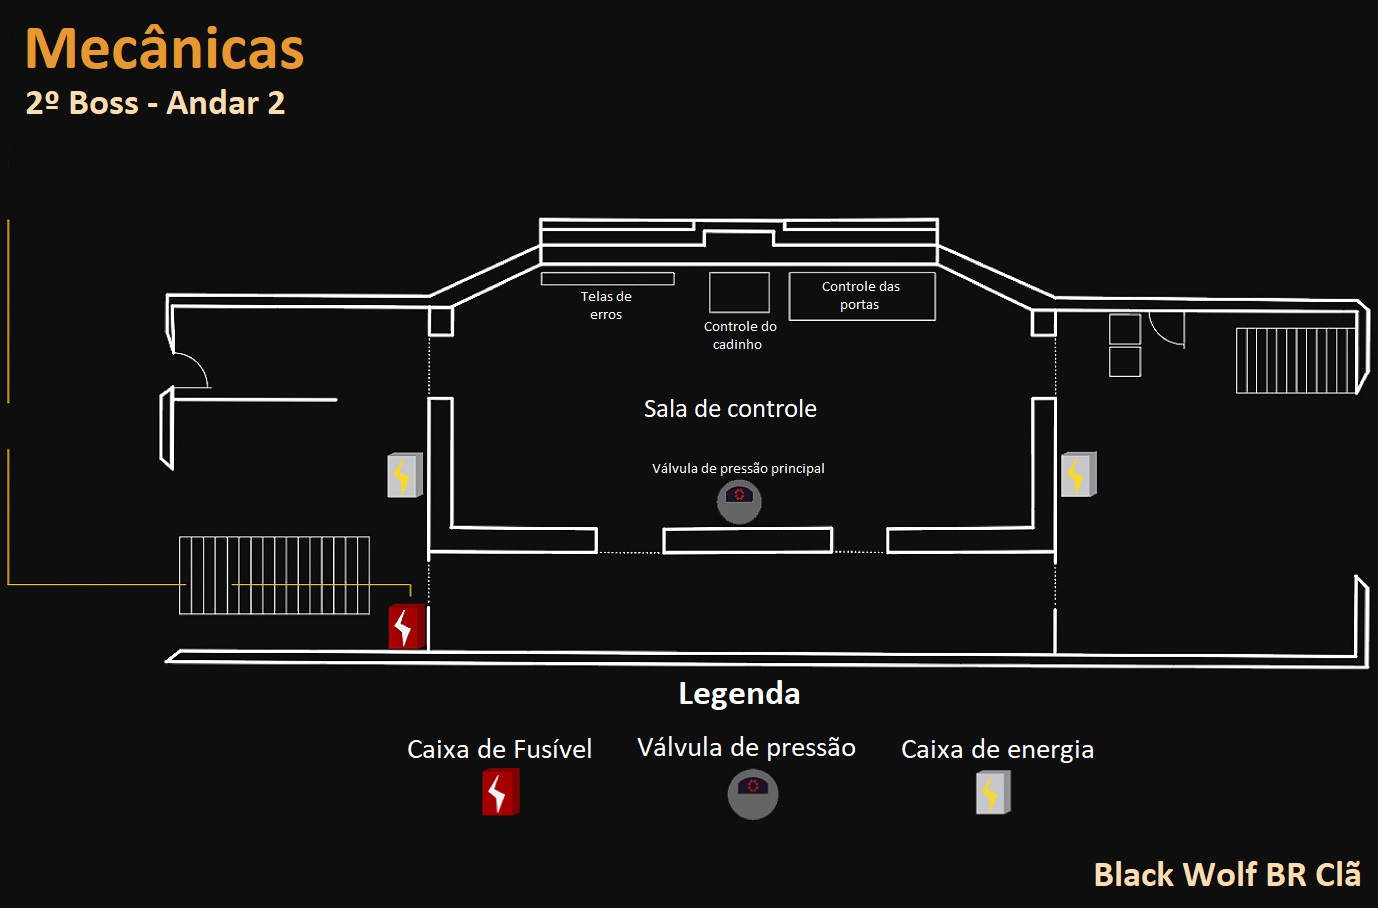 Mecânicas
2º Boss - Andar 2
Telas de
erros
Controle do
cadinho
Controle das
portas
Sala de controle
Válvula de pressão principal
Legenda
Caixa de Fusível
Válvula de pressão
Caixa de energia
Black Wolf BR Clã